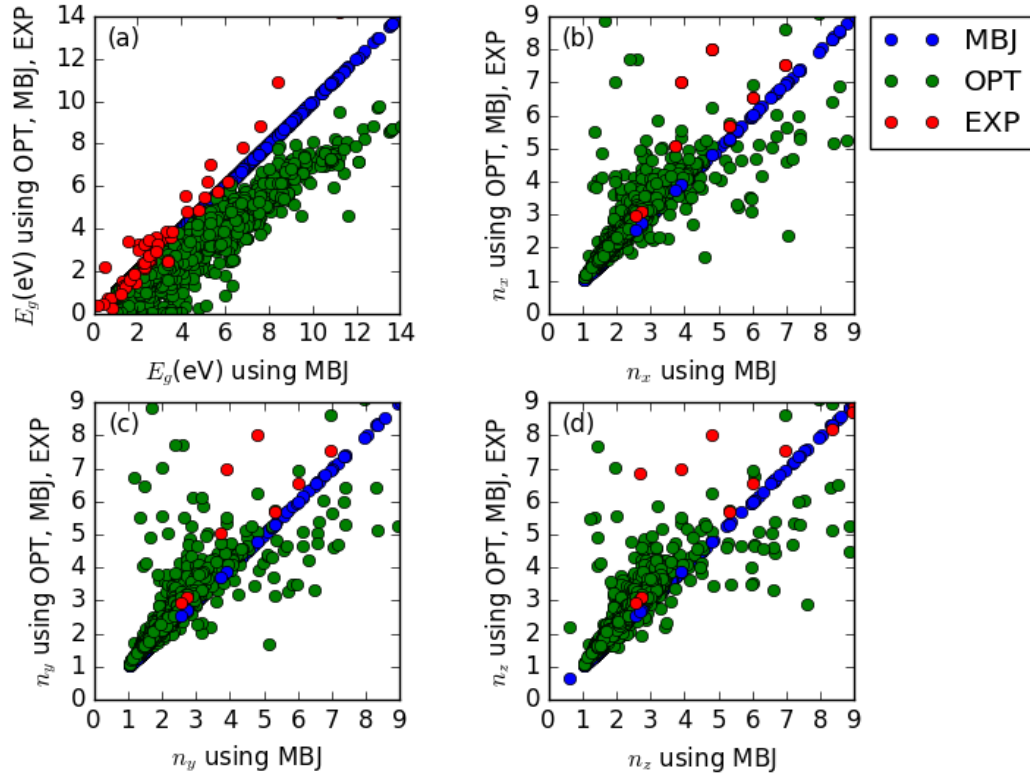 (a)
14
12
10
8
6
4
2
0
0 2 4 6 8 10 12 14
E_g(eV) using OPT, MBJ, EXP
E_g(eV) using MBJ
(b)
9
8
7
6
5
4
3
2
1
0
0 1 2 3 4 5 6 7 8 9
n_x using OPT, MBJ, EXP
n_x using MBJ
MBJ
OPT
EXP
(c)
9
8
7
6
5
4
3
2
1
0
0 1 2 3 4 5 6 7 8 9
n_y using OPT, MBJ, EXP
n_y using MBJ
(d)
9
8
7
6
5
4
3
2
1
0
0 1 2 3 4 5 6 7 8 9
n_z using OPT, MBJ, EXP
n_z using MBJ